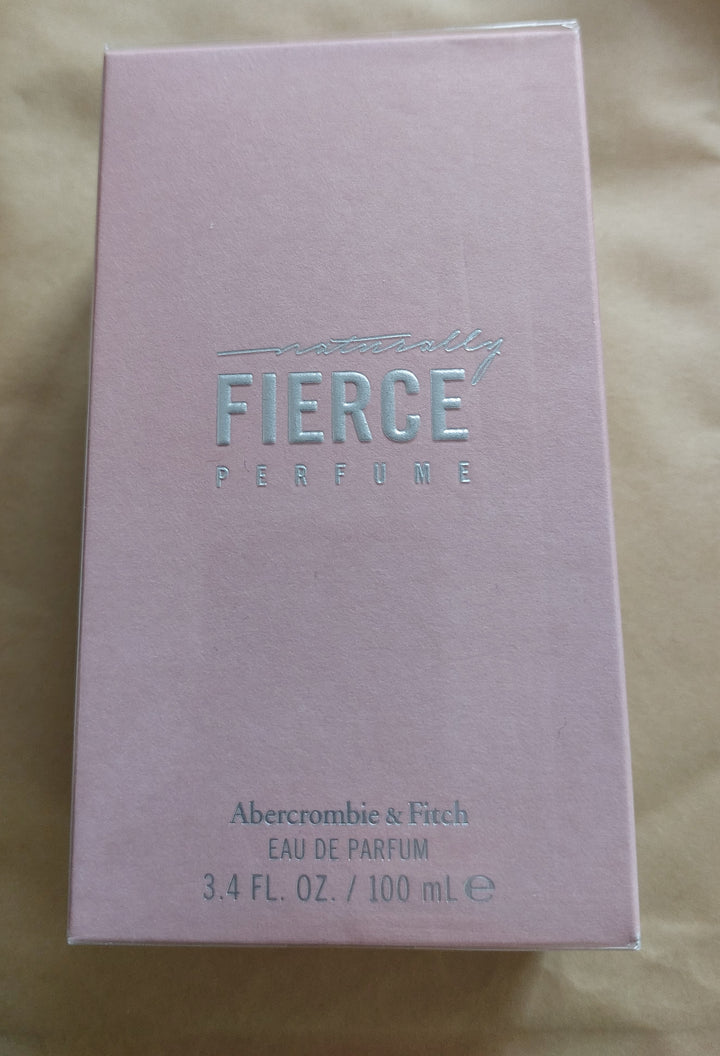 naturally
FIERCE
PERFUME
Abercrombie & Fitch
EAU DE PARFUM
3.4 FL. OZ. / 100 mL ℮